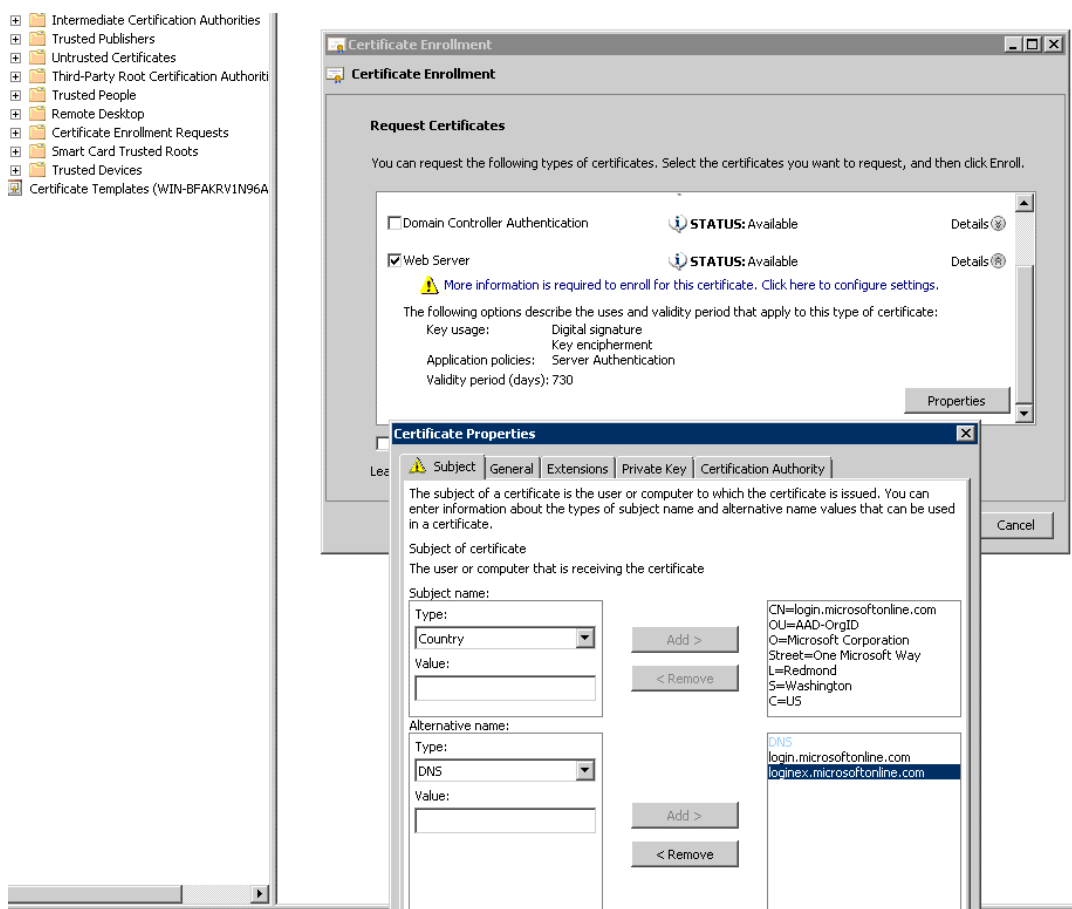 Intermediate Certification Authorities
Trusted Publishers
Untrusted Certificates
Third-Party Root Certification Authoriti
Trusted People
Remote Desktop
Certificate Enrollment Requests
Smart Card Trusted Roots
Trusted Devices
Certificate Templates (WIN-BFAKRV1N96A
Certificate Enrollment
Certificate Enrollment
Request Certificates
You can request the following types of certificates. Select the certificates you want to request, and then click Enroll.
Domain Controller Authentication STATUS: Available Details
Web Server STATUS: Available Details
More information is required to enroll for this certificate. Click here to configure settings.
The following options describe the uses and validity period that apply to this type of certificate:
Key usage: Digital signature
Key encipherment
Application policies: Server Authentication
Validity period (days): 730
Properties
Lea
Cancel
Certificate Properties
Subject General Extensions Private Key Certification Authority
The subject of a certificate is the user or computer to which the certificate is issued. You can
enter information about the types of subject name and alternative name values that can be used
in a certificate.
Subject of certificate
The user or computer that is receiving the certificate
Subject name:
Type:
Country
Value:
Add >
< Remove
CN=login.microsoftonline.com
OU=AAD-OrgID
O=Microsoft Corporation
Street=One Microsoft Way
L=Redmond
S=Washington
C=US
Alternative name:
Type:
DNS
Value:
Add >
< Remove
DNS
login.microsoftonline.com
loginex.microsoftonline.com